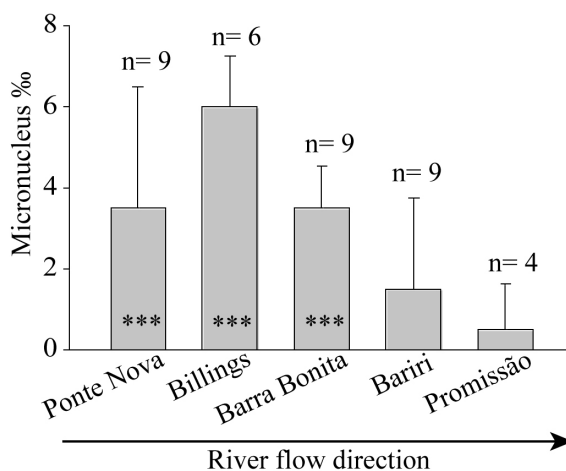 Micronucleus ‰
8
6
4
2
0
n= 9
n= 6
n= 9
n= 9
n= 4
***
***
***
Ponte Nova
Billings
Barra Bonita
Bariri
Promissão
River flow direction